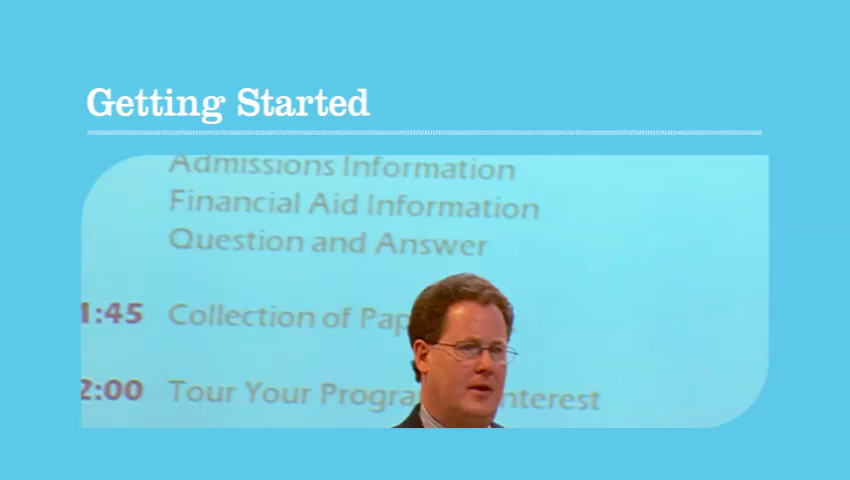 Getting Started
Admissions Information
Financial Aid Information
Question and Answer
1:45 Collection of
2:00 Tour Your